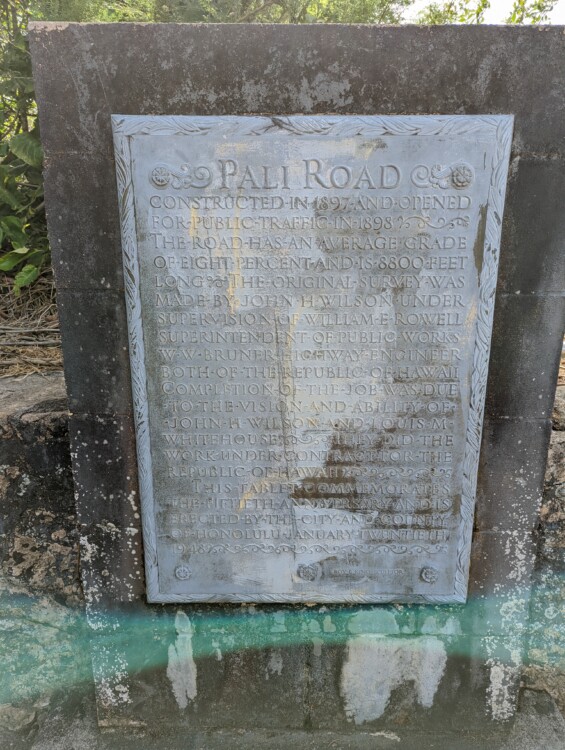 PALI ROAD
CONSTRUCTED·IN·1897·AND·OPENED
FOR·PUBLIC·TRAFFIC·IN·1898
THE·ROAD·HAS·AN·AVERAGE·GRADE
OF·EIGHT·PERCENT·AND·IS·8800·FEET
LONG THE·ORIGINAL·SURVEY·WAS
MADE·BY·JOHN·H·WILSON·UNDER
SUPERVISION·OF·WILLIAM·E·ROWELL
SUPERINTENDENT·OF·PUBLIC·WORKS
W·W·BRUNER·HIGHWAY·ENGINEER
BOTH·OF·THE·REPUBLIC·OF·HAWAII
COMPLETION·OF·THE·JOB·WAS·DUE
TO·THE·VISION·AND·ABILITY·OF
JOHN·H·WILSON·AND·LOUIS·M·
WHITEHOUSE THEY·DID·THE
WORK·UNDER·CONTRACT·FOR·THE
REPUBLIC·OF·HAWAII
THIS·TABLET·COMMEMORATES
THE·FIFTIETH·ANNIVERSARY·AND·IS
ERECTED·BY·THE·CITY·AND·COUNTY
OF·HONOLULU·JANUARY·TWENTIETH
1948